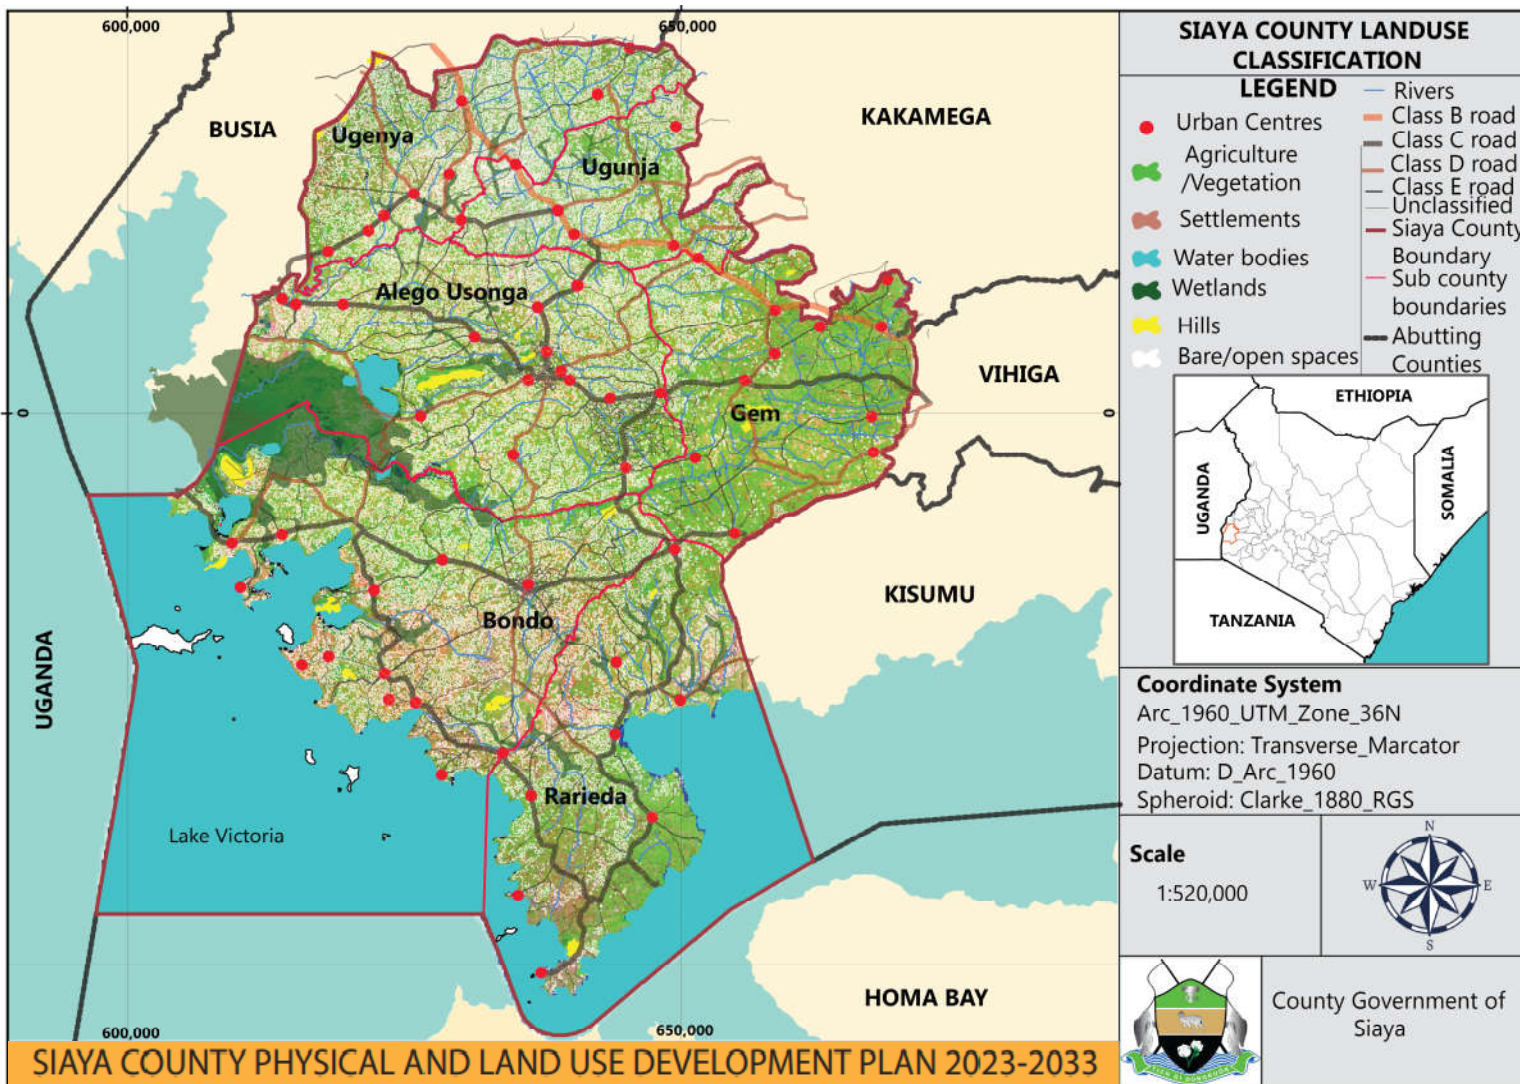 600,000
650,000
BUSIA
KAKAMEGA
Ugenya
Ugunja
Alego Usonga
VIHIGA
0
0
Gem
KISUMU
Bondo
UGANDA
Rarieda
Lake Victoria
HOMA BAY
600,000
650,000
SIAYA COUNTY PHYSICAL AND LAND USE DEVELOPMENT PLAN 2023-2033
SIAYA COUNTY LANDUSE
CLASSIFICATION
LEGEND
Urban Centres
Agriculture
/Vegetation
Settlements
Water bodies
Wetlands
Hills
Bare/open spaces
Rivers
Class B road
Class C road
Class D road
Class E road
Unclassified
Siaya County
Boundary
Sub county
boundaries
Abutting
Counties
ETHIOPIA
UGANDA
SOMALIA
TANZANIA
Coordinate System
Arc_1960_UTM_Zone_36N
Projection: Transverse_Marcator
Datum: D_Arc_1960
Spheroid: Clarke_1880_RGS
Scale
1:520,000
N
W
E
S
County Government of
Siaya